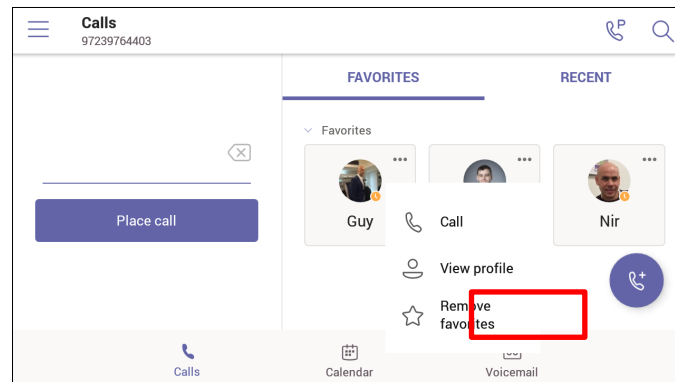 Calls
97239764403
P
FAVORITES RECENT
Favorites
Place call
Guy Nir
Call
View profile
Remove
favorites
Calls Calendar Voicemail